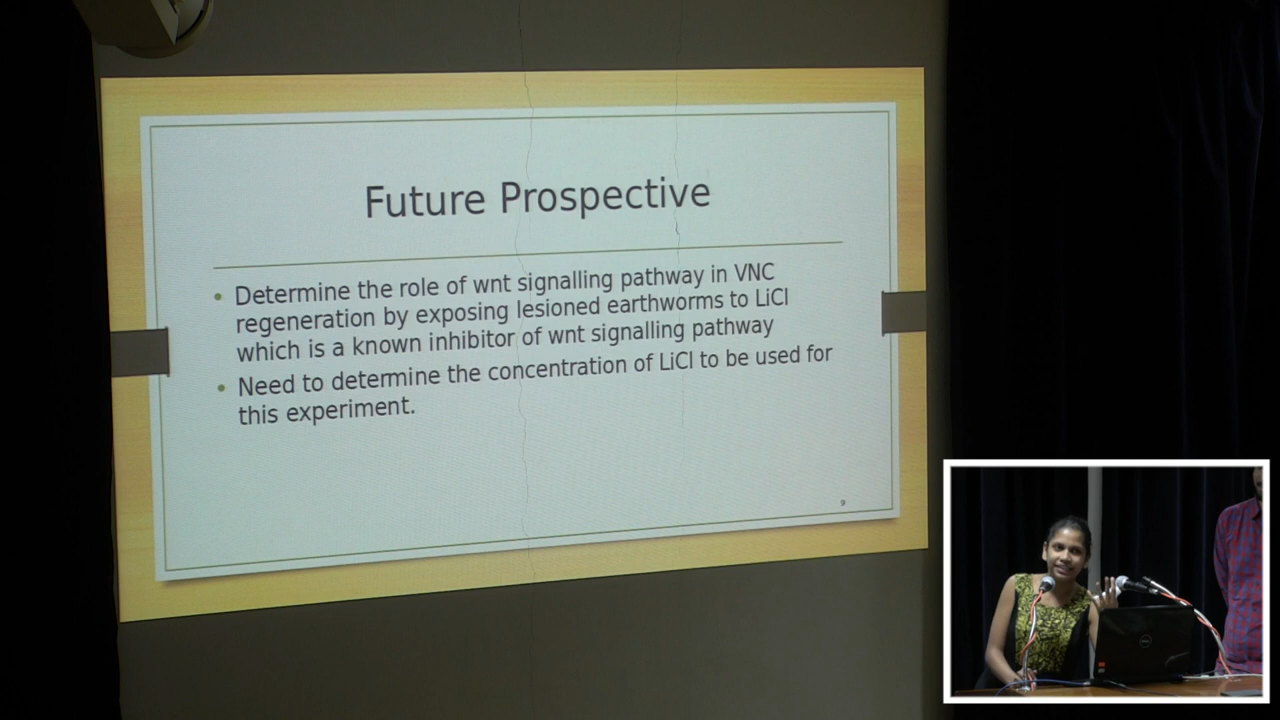 Future Prospective
• Determine the role of wnt signalling pathway in VNC
regeneration by exposing lesioned earthworms to LiCl
which is a known inhibitor of wnt signalling pathway
• Need to determine the concentration of LiCl to be used for
this experiment.
9